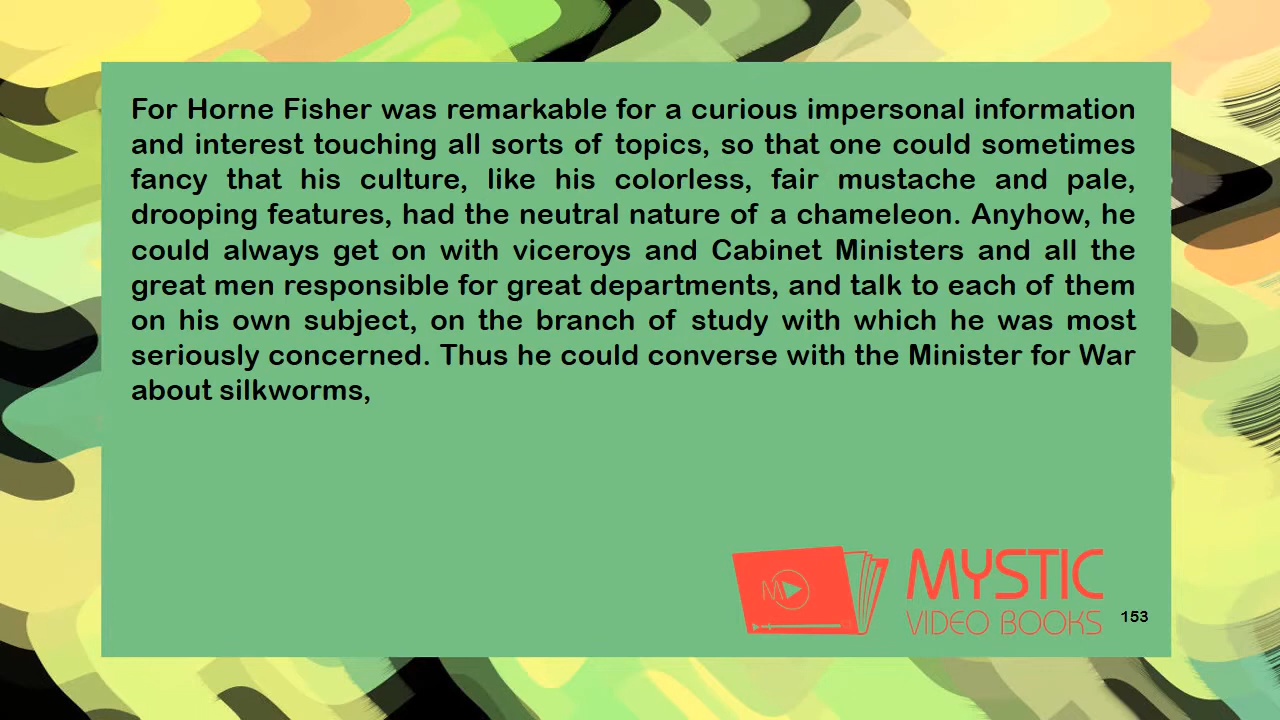 For Horne Fisher was remarkable for a curious impersonal information
and interest touching all sorts of topics, so that one could sometimes
fancy that his culture, like his colorless, fair mustache and pale,
drooping features, had the neutral nature of a chameleon. Anyhow, he
could always get on with viceroys and Cabinet Ministers and all the
great men responsible for great departments, and talk to each of them
on his own subject, on the branch of study with which he was most
seriously concerned. Thus he could converse with the Minister for War
about silkworms,
M
MYSTIC
VIDEO BOOKS
153